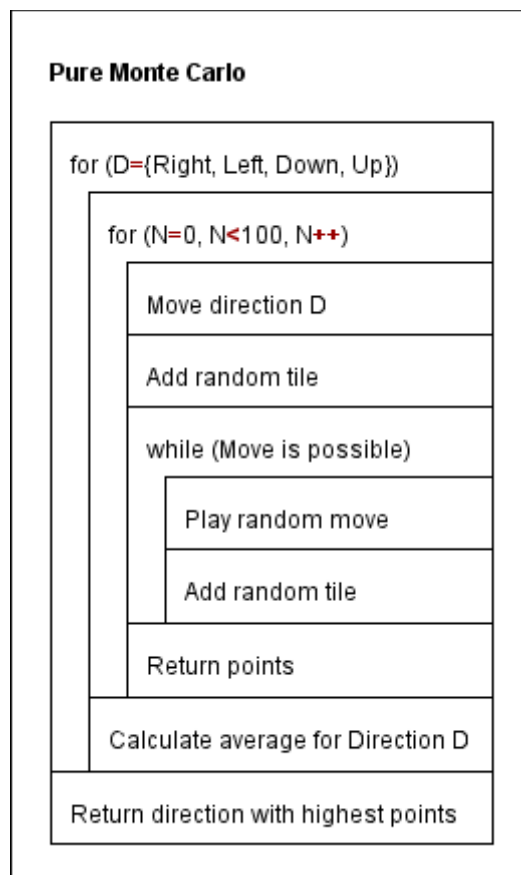 Pure Monte Carlo
for (D={Right, Left, Down, Up})
for (N=0, N<100, N++)
Move direction D
Add random tile
while (Move is possible)
Play random move
Add random tile
Return points
Calculate average for Direction D
Return direction with highest points